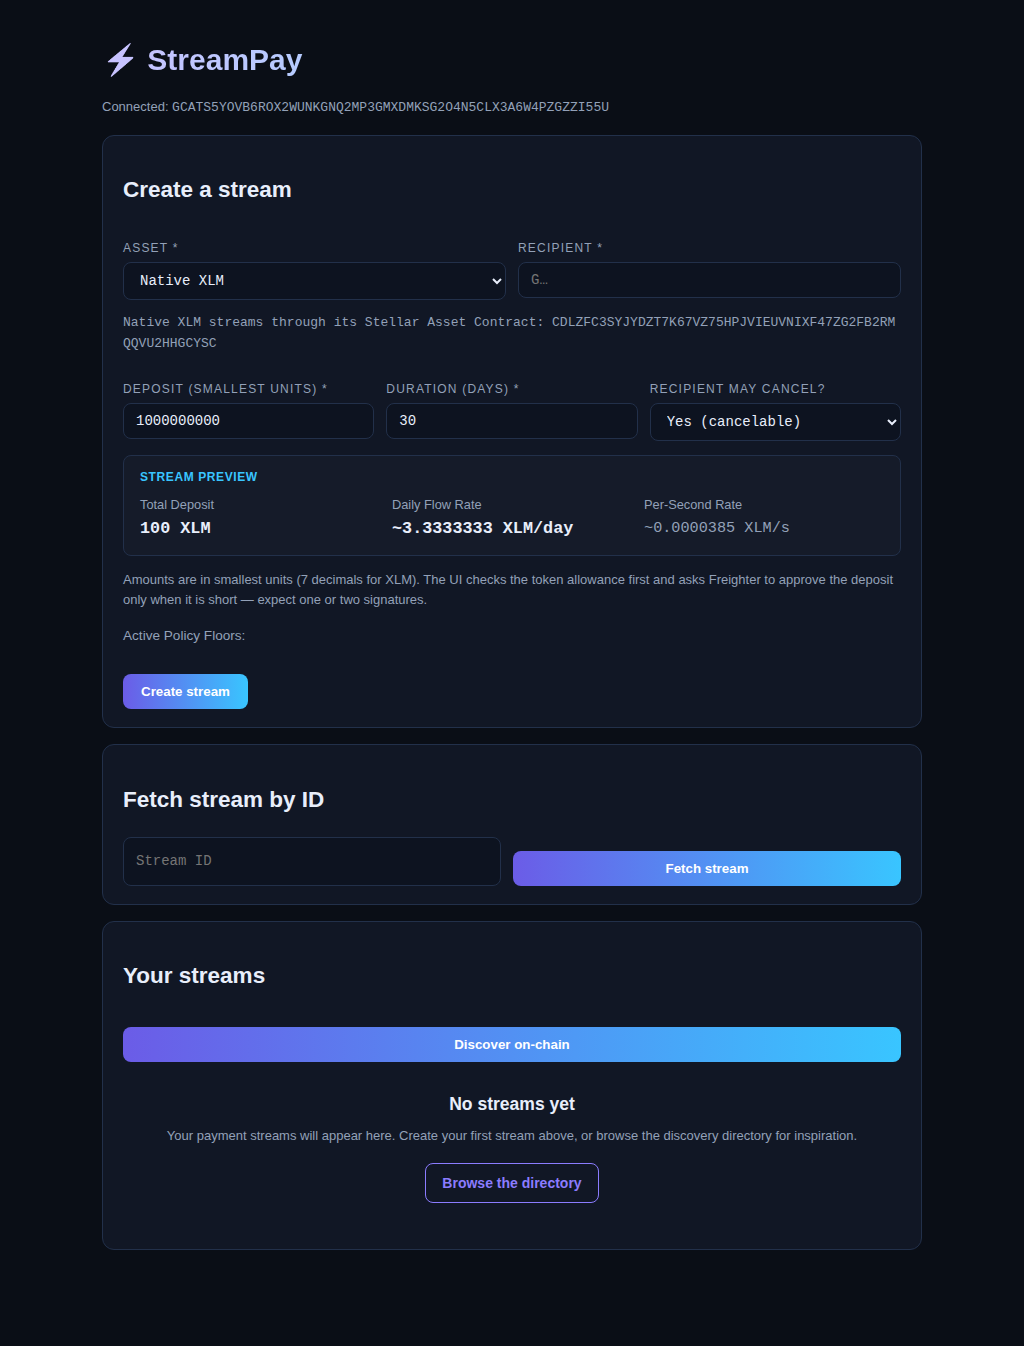 ⚡ StreamPay
Connected: GCATS5YOVB6ROX2WUNKGNQ2MP3GMXDMKSG2O4N5CLX3A6W4PZGZZI55U
Create a stream
ASSET *
RECIPIENT *
Native XLM
G…
Native XLM streams through its Stellar Asset Contract: CDLZFC3SYJYDZT7K67VZ75HPJVIEUVNIXF47ZG2FB2RM
QQVU2HHGCYSC
DEPOSIT (SMALLEST UNITS) *
DURATION (DAYS) *
RECIPIENT MAY CANCEL?
1000000000
30
Yes (cancelable)
STREAM PREVIEW
Total Deposit
Daily Flow Rate
Per-Second Rate
100 XLM
~3.3333333 XLM/day
~0.0000385 XLM/s
Amounts are in smallest units (7 decimals for XLM). The UI checks the token allowance first and asks Freighter to approve the deposit
only when it is short — expect one or two signatures.
Active Policy Floors:
Create stream
Fetch stream by ID
Stream ID
Fetch stream
Your streams
Discover on-chain
No streams yet
Your payment streams will appear here. Create your first stream above, or browse the discovery directory for inspiration.
Browse the directory